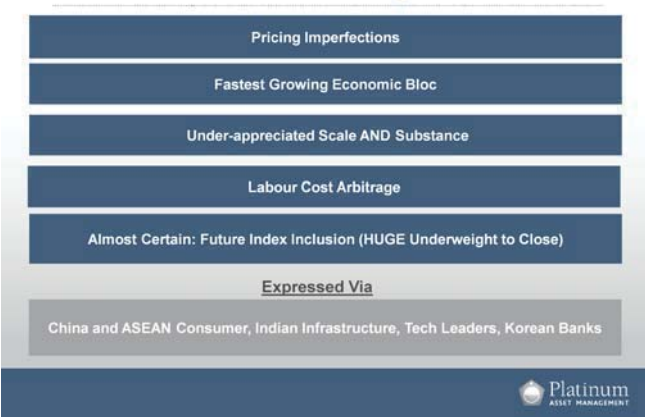 Pricing Imperfections
Fastest Growing Economic Bloc
Under-appreciated Scale AND Substance
Labour Cost Arbitrage
Almost Certain: Future Index Inclusion (HUGE Underweight to Close)
Expressed Via
China and ASEAN Consumer, Indian Infrastructure, Tech Leaders, Korean Banks
Platinum
ASSET MANAGEMENT